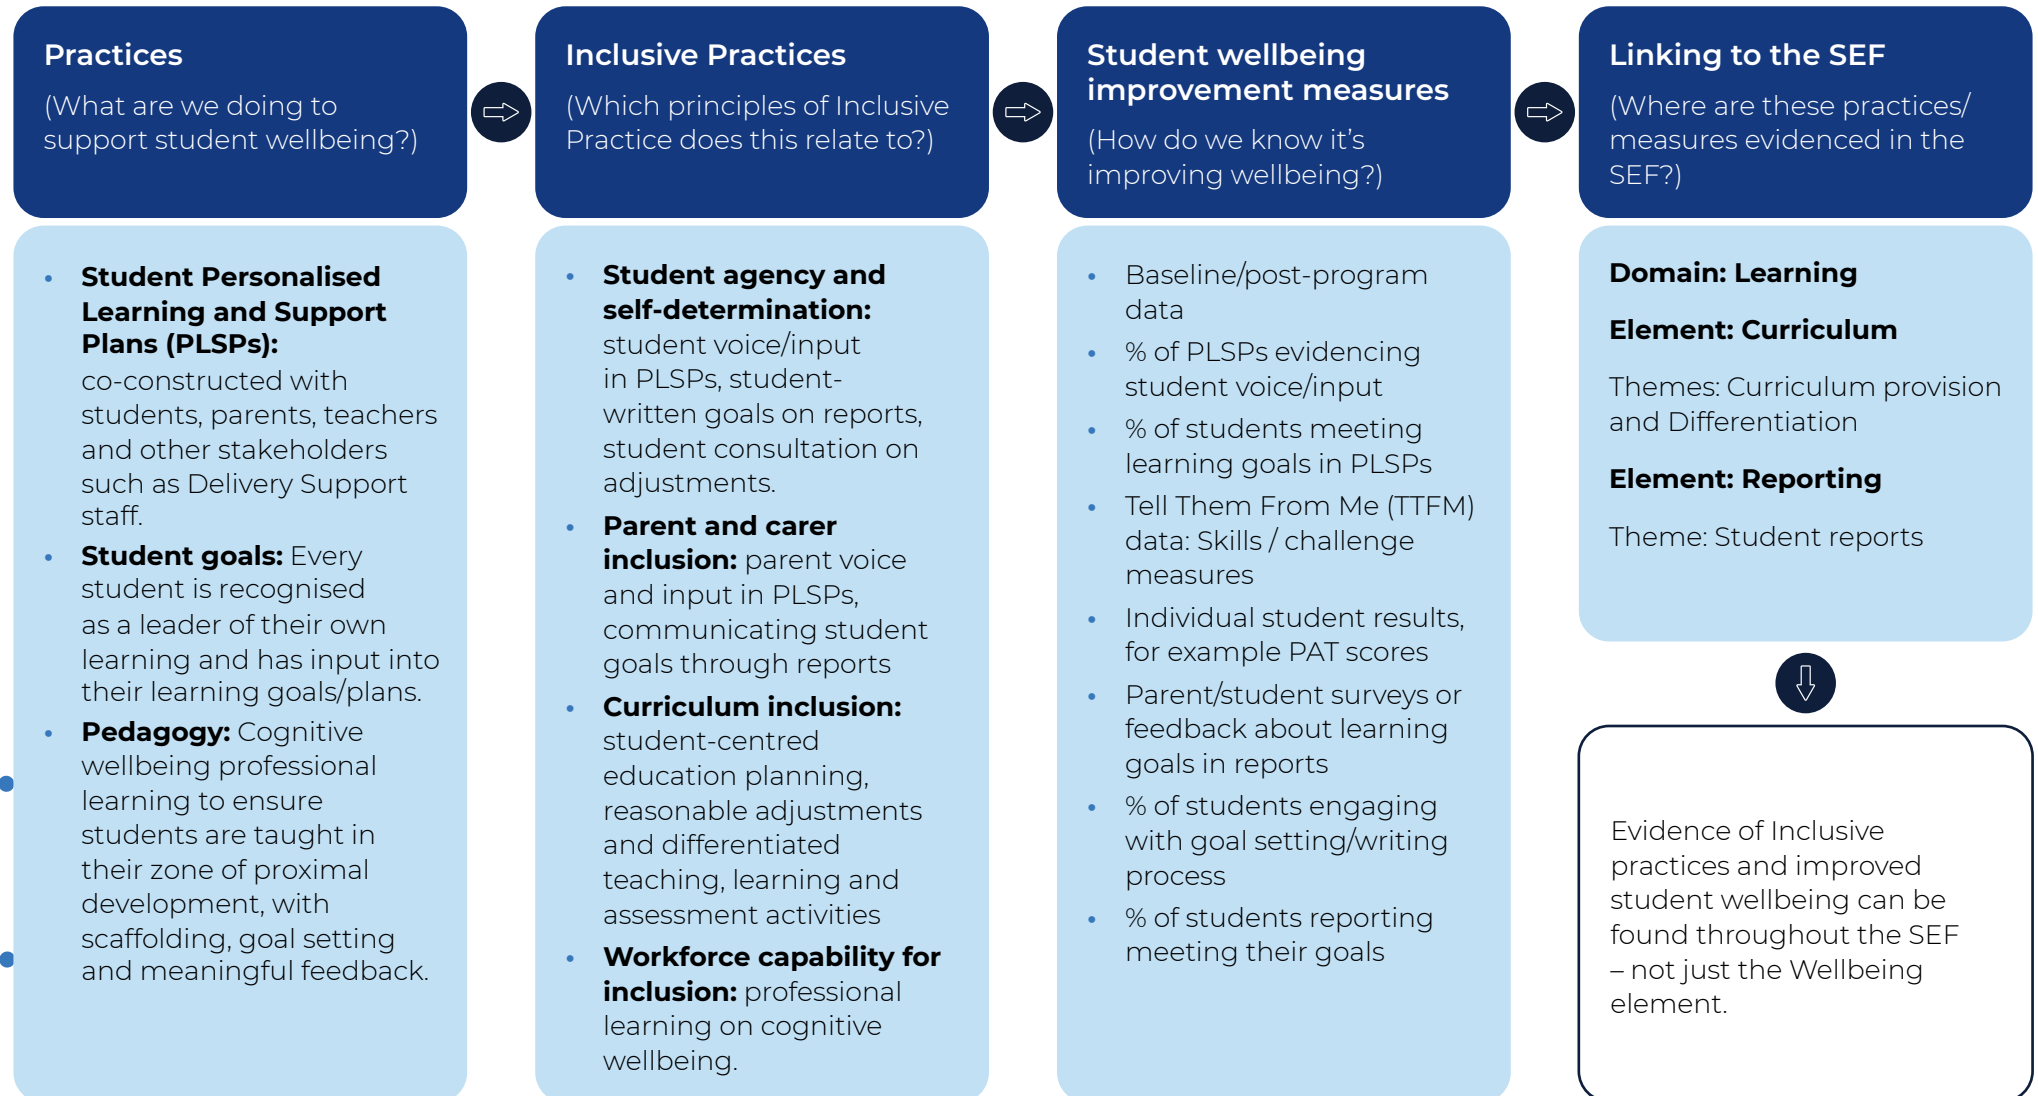 Practices
(What are we doing to
support student wellbeing?)
• Student Personalised
Learning and Support
Plans (PLSPs):
co-constructed with
students, parents, teachers
and other stakeholders
such as Delivery Support
staff.
• Student goals: Every
student is recognised
as a leader of their own
learning and has input into
their learning goals/plans.
• Pedagogy: Cognitive
wellbeing professional
learning to ensure
students are taught in
their zone of proximal
development, with
scaffolding, goal setting
and meaningful feedback.
Inclusive Practices
(Which principles of Inclusive
Practice does this relate to?)
• Student agency and
self-determination:
student voice/input
in PLSPs, student-
written goals on reports,
student consultation on
adjustments.
• Parent and carer
inclusion: parent voice
and input in PLSPs,
communicating student
goals through reports
• Curriculum inclusion:
student-centred
education planning,
reasonable adjustments
and differentiated
teaching, learning and
assessment activities
• Workforce capability for
inclusion: professional
learning on cognitive
wellbeing.
Student wellbeing
improvement measures
(How do we know it’s
improving wellbeing?)
• Baseline/post-program
data
• % of PLSPs evidencing
student voice/input
• % of students meeting
learning goals in PLSPs
• Tell Them From Me (TTFM)
data: Skills / challenge
measures
• Individual student results,
for example PAT scores
• Parent/student surveys or
feedback about learning
goals in reports
• % of students engaging
with goal setting/writing
process
• % of students reporting
meeting their goals
Linking to the SEF
(Where are these practices/
measures evidenced in the
SEF?)
Domain: Learning
Element: Curriculum
Themes: Curriculum provision
and Differentiation
Element: Reporting
Theme: Student reports
Evidence of Inclusive
practices and improved
student wellbeing can be
found throughout the SEF
– not just the Wellbeing
element.